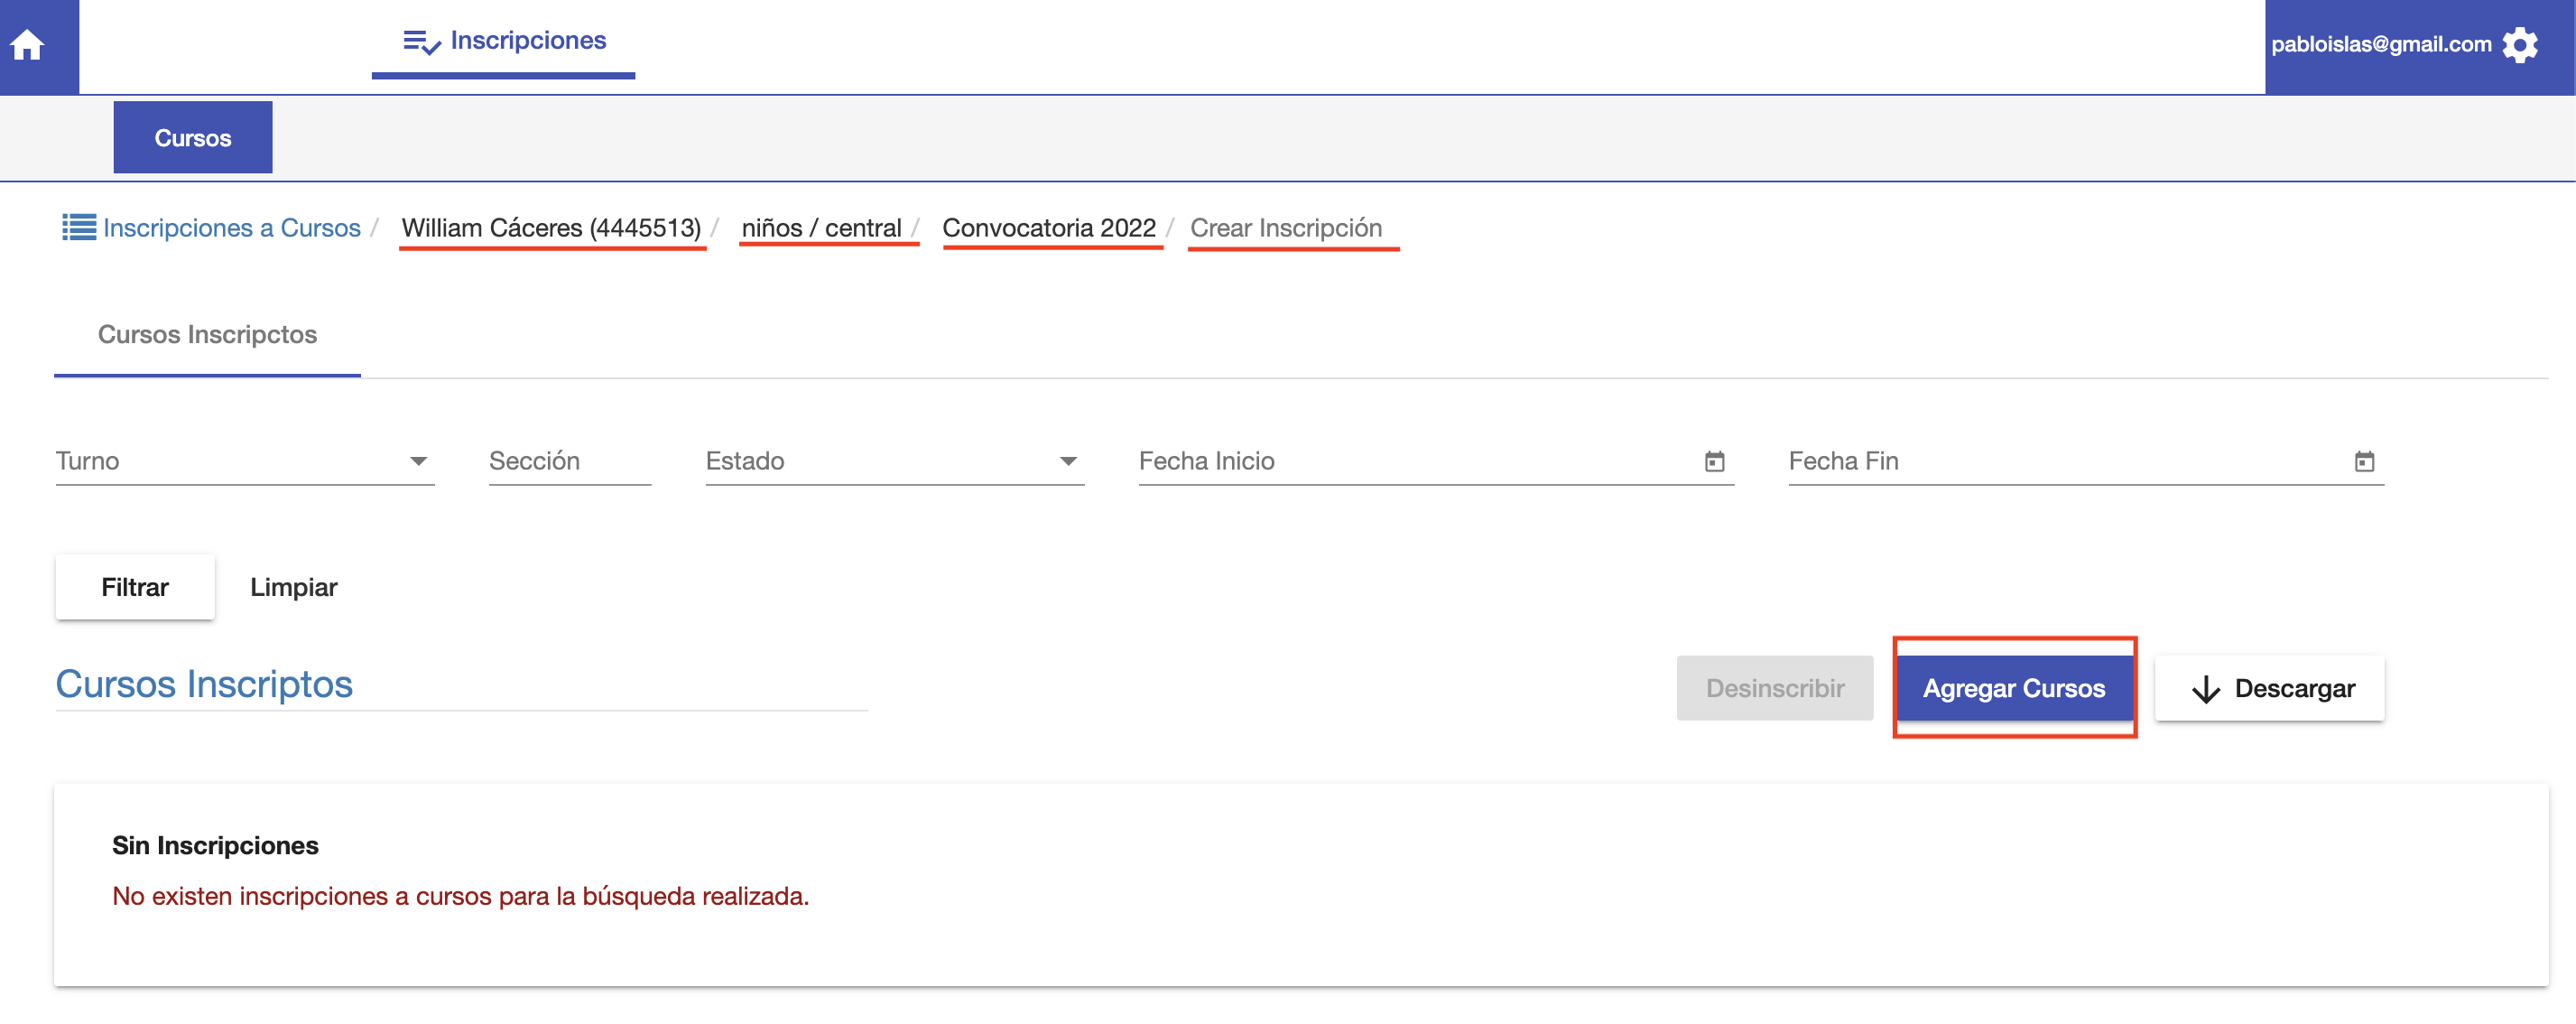 Inscripciones
pabloislas@gmail.com
Cursos
Inscripciones a Cursos / William Cáceres (4445513) / niños / central / Convocatoria 2022 / Crear Inscripción
Cursos Inscripctos
Turno Sección Estado Fecha Inicio Fecha Fin
Filtrar Limpiar
Cursos Inscriptos Desinscribir Agregar Cursos Descargar
Sin Inscripciones
No existen inscripciones a cursos para la búsqueda realizada.